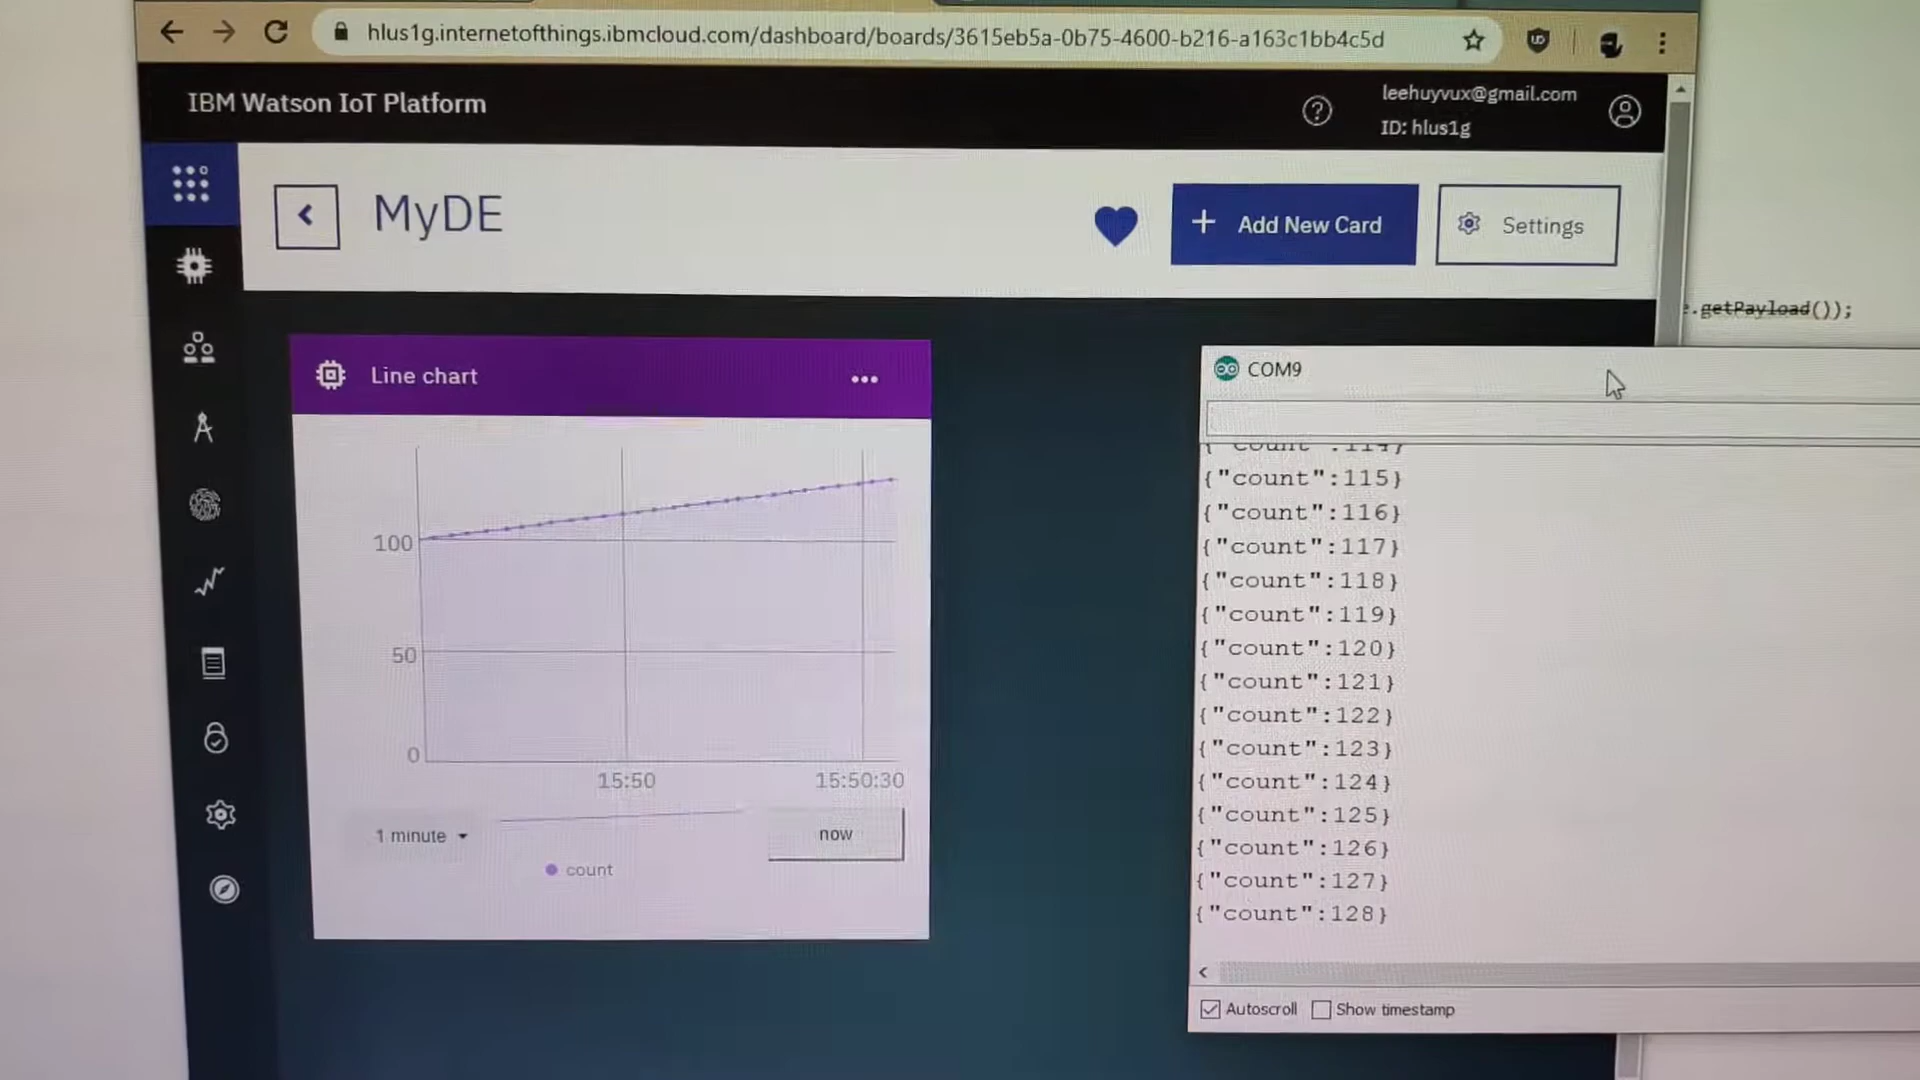 hlus1g.internetofthings.ibmcloud.com/dashboard/boards/3615eb5a-0b75-4600-b216-a163c1bb4c5d
IBM Watson IoT Platform
leehuyvux@gmail.com
ID: hlus1g
MyDE
+ Add New Card
Settings
.getPayload());
Line chart
COM9
100
50
0
15:50
15:50:30
1 minute
now
count
{"count":114}
{"count":115}
{"count":116}
{"count":117}
{"count":118}
{"count":119}
{"count":120}
{"count":121}
{"count":122}
{"count":123}
{"count":124}
{"count":125}
{"count":126}
{"count":127}
{"count":128}
Autoscroll
Show timestamp